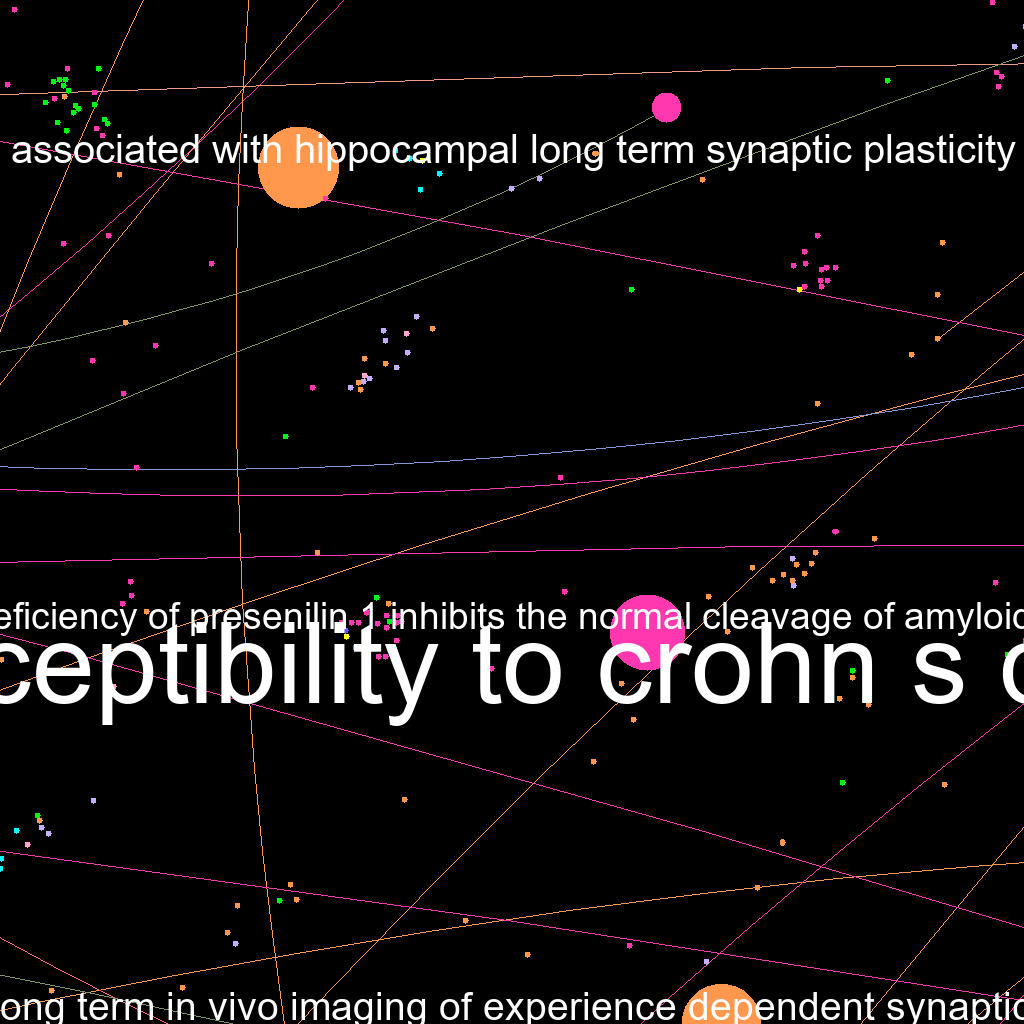 associated with hippocampal long term synaptic plasticity
eficiency of presenilin 1 inhibits the normal cleavage of amyloid
ceptibility to crohn s
ong term in vivo imaging of experience dependent synaptic